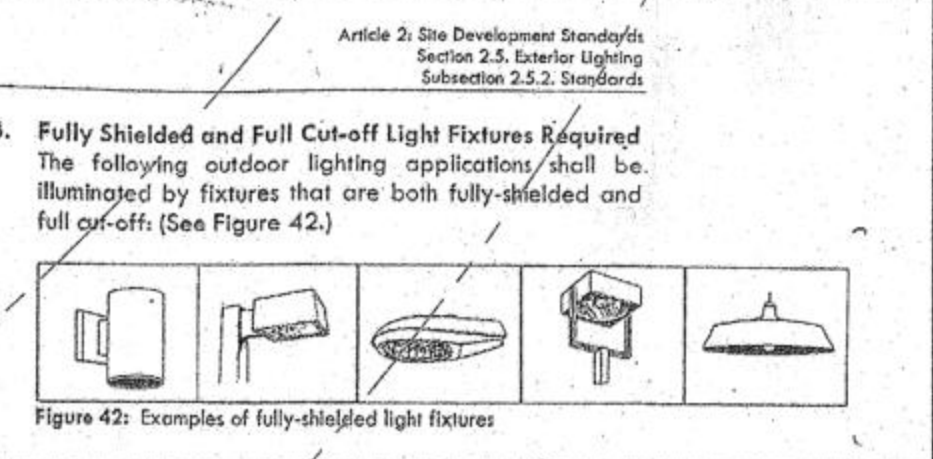 Article 2: Site Development Standards
Section 2.5. Exterior Lighting
Subsection 2.5.2. Standards
Fully Shielded and Full Cut-off Light Fixtures Required
The following outdoor lighting applications shall be
illuminated by fixtures that are both fully-shielded and
full cut-off: (See Figure 42.)
Figure 42: Examples of fully-shielded light fixtures